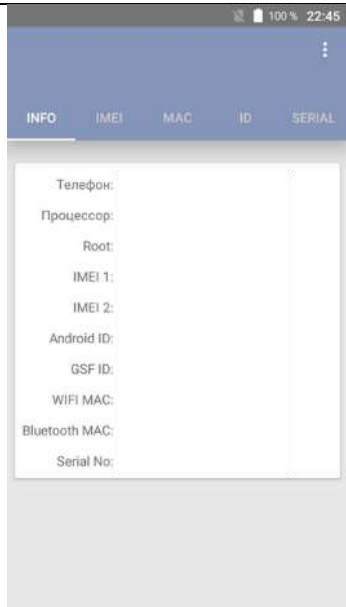 100 % 22:45
INFO IMEI MAC ID SERIAL
Телефон:
Процессор:
Root:
IMEI 1:
IMEI 2:
Android ID:
GSF ID:
WIFI MAC:
Bluetooth MAC:
Serial No: